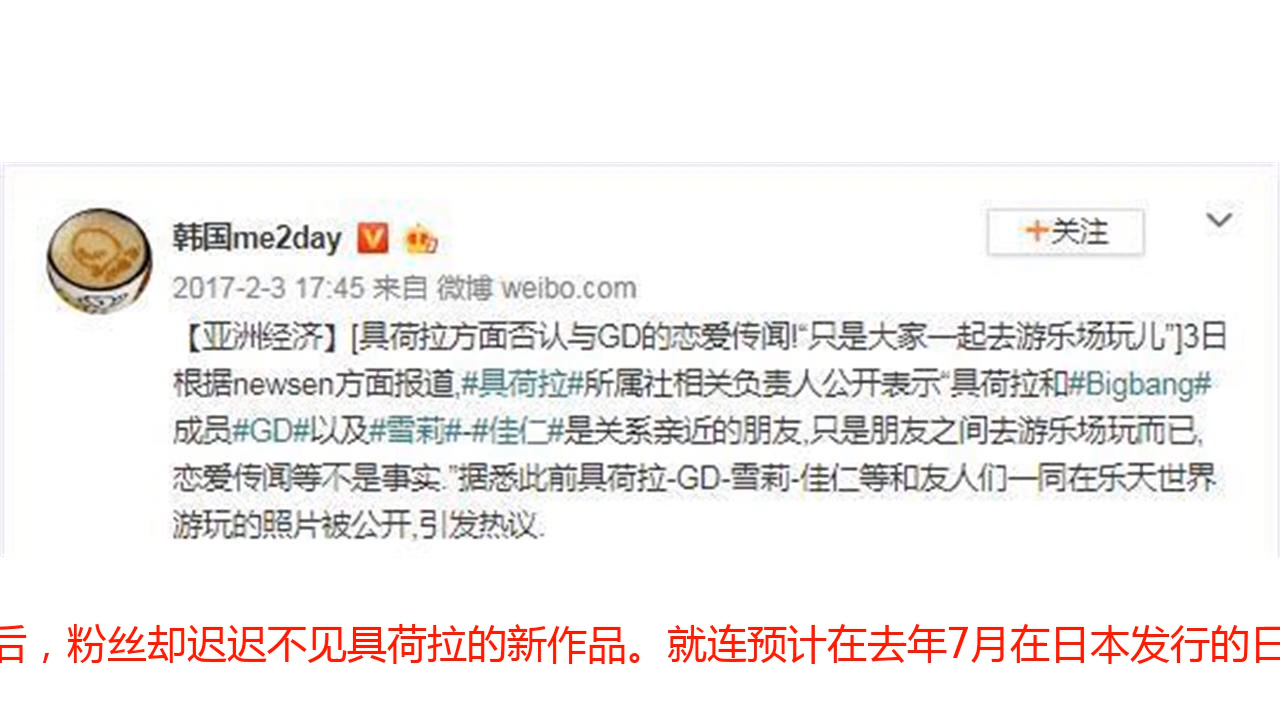 韩国me2day
+关注
2017-2-3 17:45 来自 微博 weibo.com
【亚洲经济】[具荷拉方面否认与GD的恋爱传闻!“只是大家一起去游乐场玩儿”]3日
根据newsen方面报道,#具荷拉#所属社相关负责人公开表示“具荷拉和#Bigbang#
成员#GD#以及#雪莉#-#佳仁#是关系亲近的朋友,只是朋友之间去游乐场玩而已,
恋爱传闻等不是事实.”据悉此前具荷拉-GD-雪莉-佳仁等和友人们一同在乐天世界
游玩的照片被公开,引发热议.
后，粉丝却迟迟不见具荷拉的新作品。就连预计在去年7月在日本发行的日